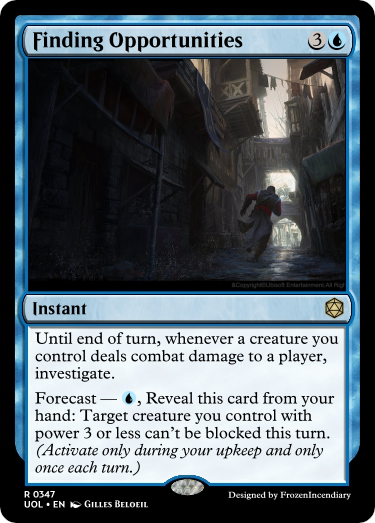 Finding Opportunities 3
©Copyright©Ubisoft Entertainment.All Rig
Instant
Until end of turn, whenever a creature you
control deals combat damage to a player,
investigate.
Forecast — , Reveal this card from your
hand: Target creature you control with
power 3 or less can't be blocked this turn.
(Activate only during your upkeep and only
once each turn.)
R 0347
UOL • EN Gilles Beloeil
Designed by FrozenIncendiary